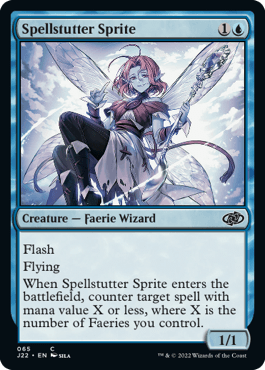 Spellstutter Sprite 1
Creature — Faerie Wizard
Flash
Flying
When Spellstutter Sprite enters the
battlefield, counter target spell with
mana value X or less, where X is the
number of Faeries you control.
1/1
065 C
J22 • EN SILA
™ & © 2022 Wizards of the Coast